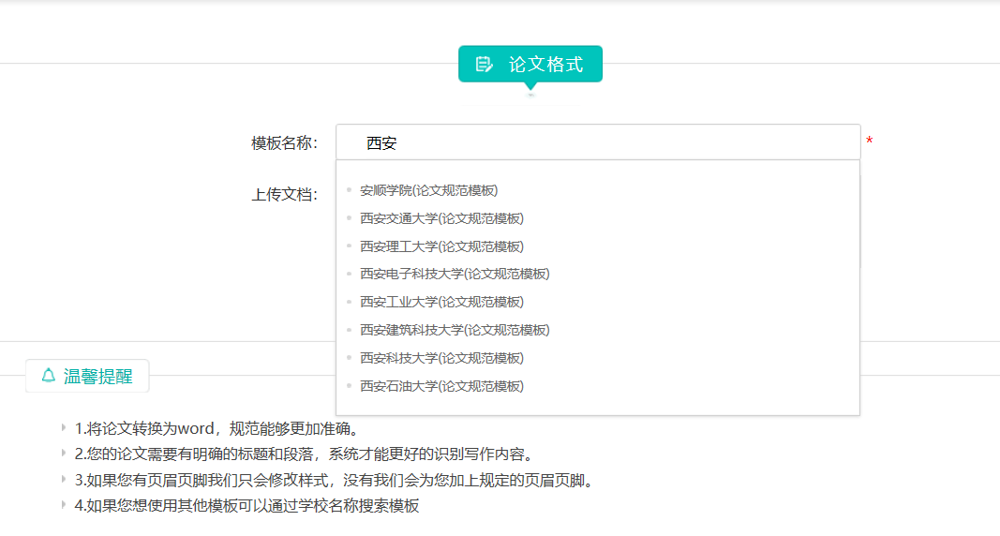 论文格式
模板名称： 西安 *
上传文档：
安顺学院(论文规范模板)
西安交通大学(论文规范模板)
西安理工大学(论文规范模板)
西安电子科技大学(论文规范模板)
西安工业大学(论文规范模板)
西安建筑科技大学(论文规范模板)
西安科技大学(论文规范模板)
西安石油大学(论文规范模板)
温馨提醒
1.将论文转换为word，规范能够更加准确。
2.您的论文需要有明确的标题和段落，系统才能更好的识别写作内容。
3.如果您有页眉页脚我们只会修改样式，没有我们会为您加上规定的页眉页脚。
4.如果您想使用其他模板可以通过学校名称搜索模板